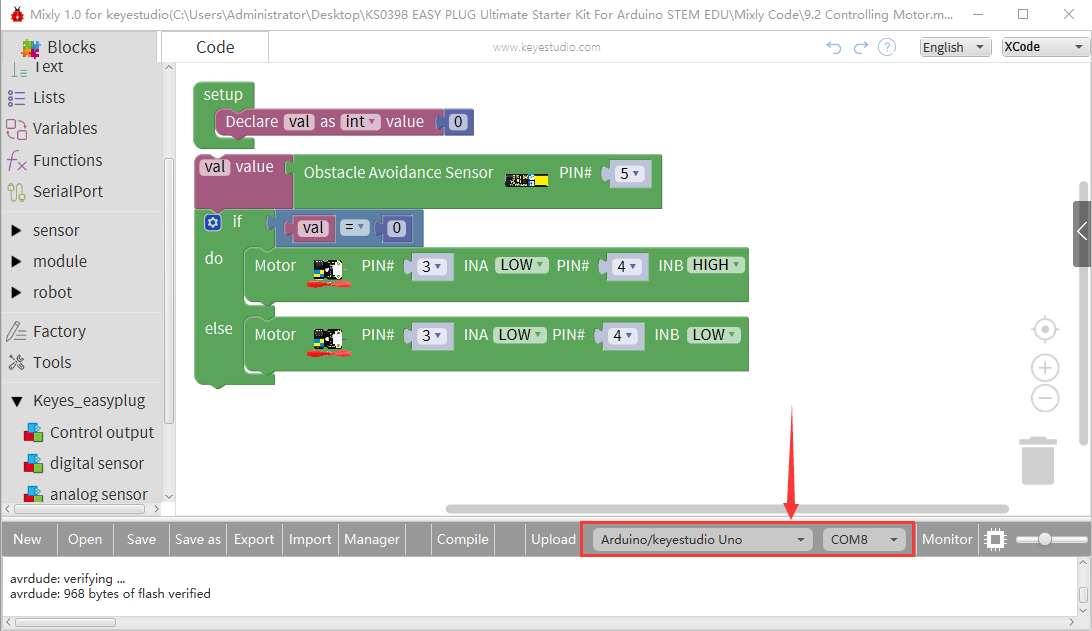 Mixly 1.0 for keyestudio(C:\Users\Administrator\Desktop\KS0398 EASY PLUG Ultimate Starter Kit For Arduino STEM EDU\Mixly Code\9.2 Controlling Motor.m...
Blocks
Code
www.keyestudio.com
?
English
XCode
Text
Lists
Variables
Functions
SerialPort
sensor
module
robot
Factory
Tools
Keyes_easyplug
Control output
digital sensor
analog sensor
setup
Declare val as int value 0
val value Obstacle Avoidance Sensor PIN# 5
if val = 0
do Motor PIN# 3 INA LOW PIN# 4 INB HIGH
else Motor PIN# 3 INA LOW PIN# 4 INB LOW
New Open Save Save as Export Import Manager Compile Upload Arduino/keyestudio Uno COM8 Monitor
avrdude: verifying ...
avrdude: 968 bytes of flash verified